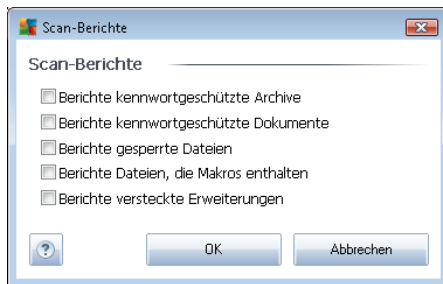 Scan-Berichte
Scan-Berichte
Berichte kennwortgeschützte Archive
Berichte kennwortgeschützte Dokumente
Berichte gesperrte Dateien
Berichte Dateien, die Makros enthalten
Berichte versteckte Erweiterungen
? OK Abbrechen